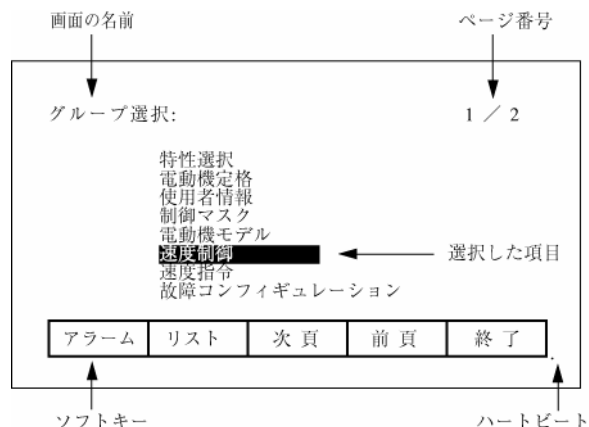 画面の名前 ページ番号
グループ選択: 1 / 2
特性選択
電動機定格
使用者情報
制御マスク
電動機モデル
速度制御 選択した項目
速度指令
故障コンフィギュレーション
アラーム リスト 次頁 前頁 終了
ソフトキー ハートビート